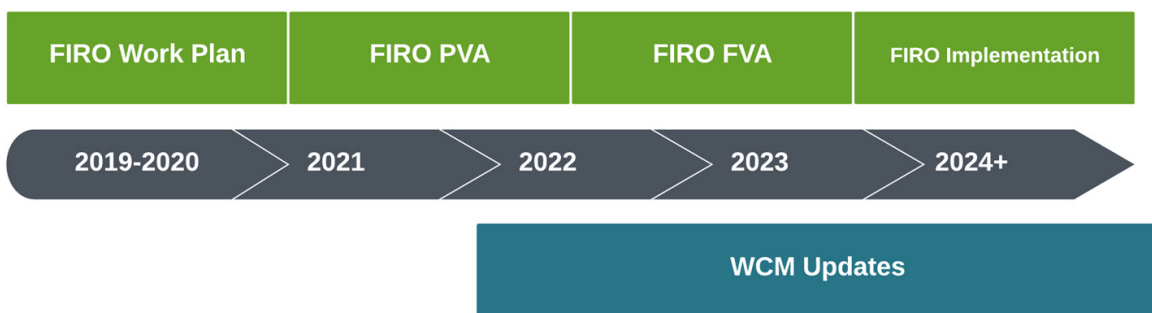 FIRO Work Plan
FIRO PVA
FIRO FVA
FIRO Implementation
2019-2020
2021
2022
2023
2024+
WCM Updates